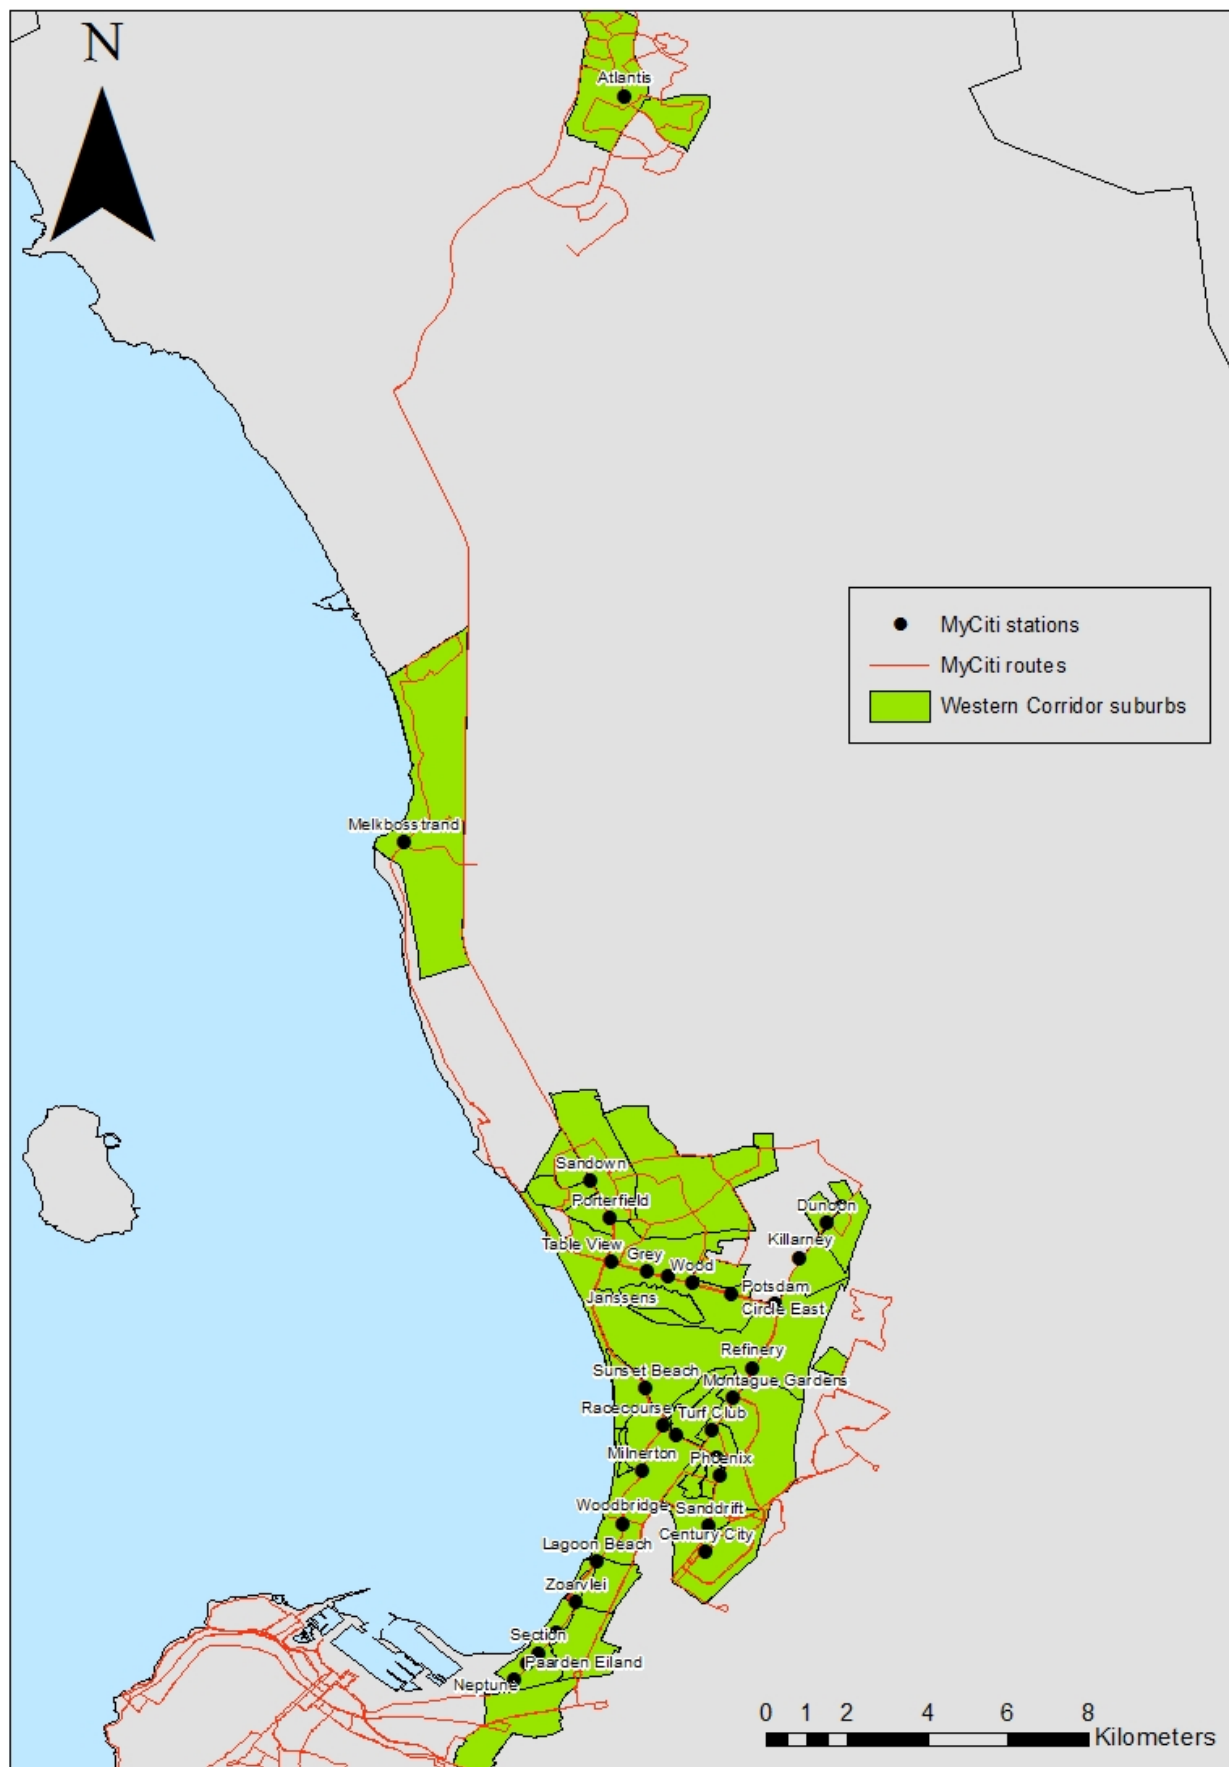 N
Atlantis
MyCiti stations
MyCiti routes
Western Corridor suburbs
Melkbosstrand
Sandown
Porterfield
Dunoon
Killarney
Table View
Grey
Wood
Potsdam
Janssens
Circle East
Refinery
Sunset Beach
Montague Gardens
Racecourse
Turf Club
Milnerton
Phoenix
Woodbridge
Sanddrift
Century City
Lagoon Beach
Zoarvlei
Section
Paarden Eiland
Neptune
0 1 2 4 6 8
Kilometers